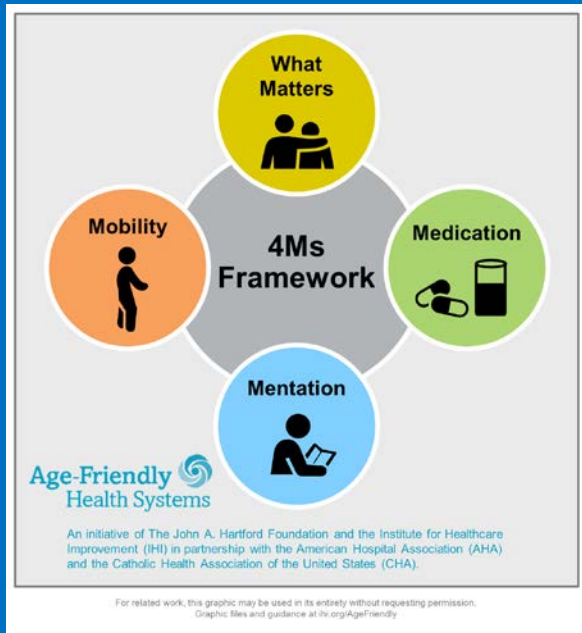 What
Matters
Mobility
4Ms
Framework
Medication
Mentation
Age-Friendly
Health Systems
An initiative of The John A. Hartford Foundation and the Institute for Healthcare
Improvement (IHI) in partnership with the American Hospital Association (AHA)
and the Catholic Health Association of the United States (CHA).
For related work, this graphic may be used in its entirety without requesting permission.
Graphic files and guidance at ihi.org/AgeFriendly